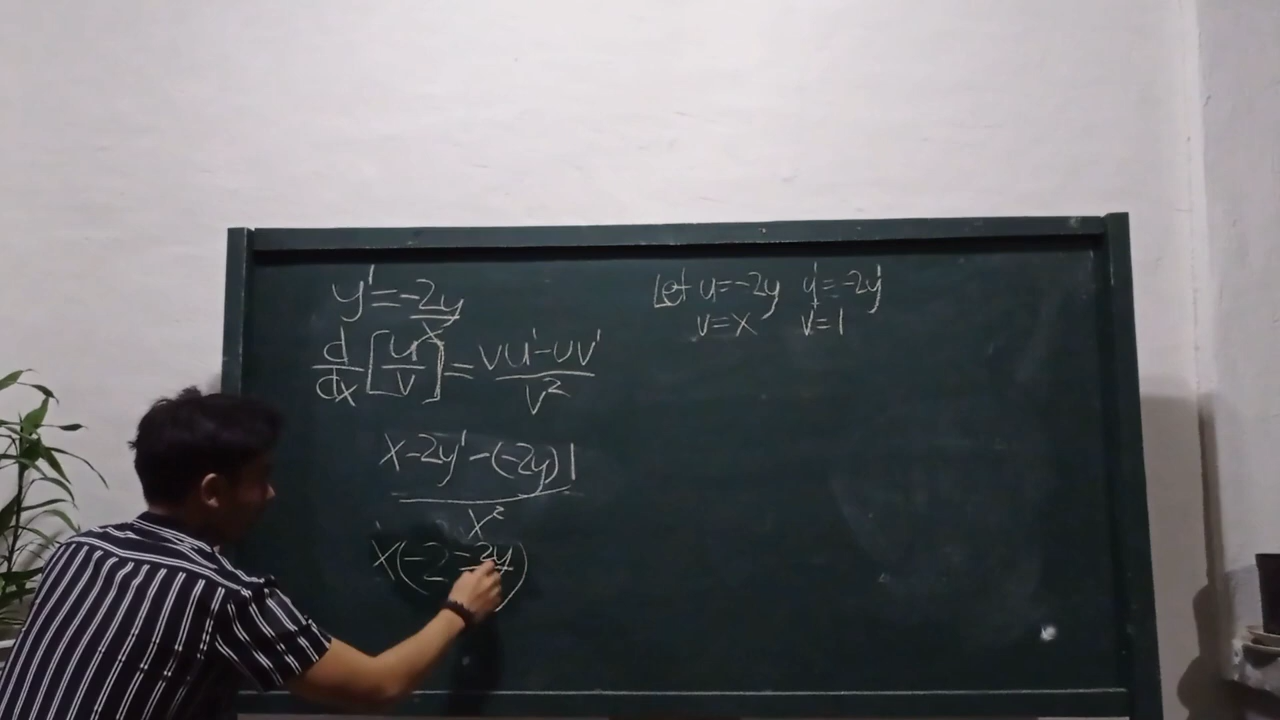 y' = -2y/x
d/dx [u/v] = vu'-uv'/v²
x-2y'-(-2y)1/x²
x(-2 -2y)
Let u=-2y u'=-2y'
v=x v'=1